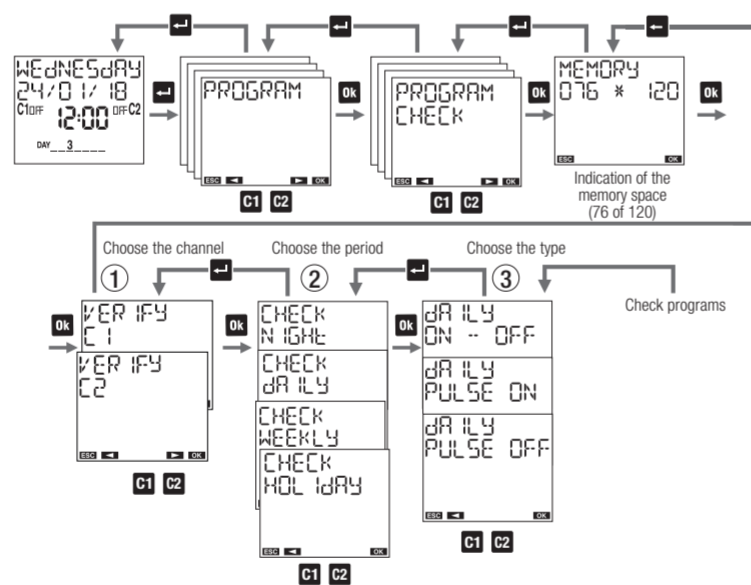 WEdNESdAY
24/01/18
C1OFF 12:00 OFFC2
DAY __3____
PROGRAM
ESC OK
C1 C2
Ok
PROGRAM
CHECK
ESC OK
C1 C2
Ok
MEMORY
076 * 120
ESC OK
Ok
Indication of the
memory space
(76 of 120)
Choose the channel
1
Ok
VERIFY
C1
VERIFY
C2
ESC OK
C1 C2
Choose the period
2
Ok
CHECK
NIGHt
CHECK
dAILY
CHECK
WEEKLY
CHECK
HOLIdAY
ESC OK
C1 C2
Choose the type
3
Ok
dAILY
ON -- OFF
dAILY
PULSE ON
dAILY
PULSE OFF
ESC OK
C1 C2
Check programs